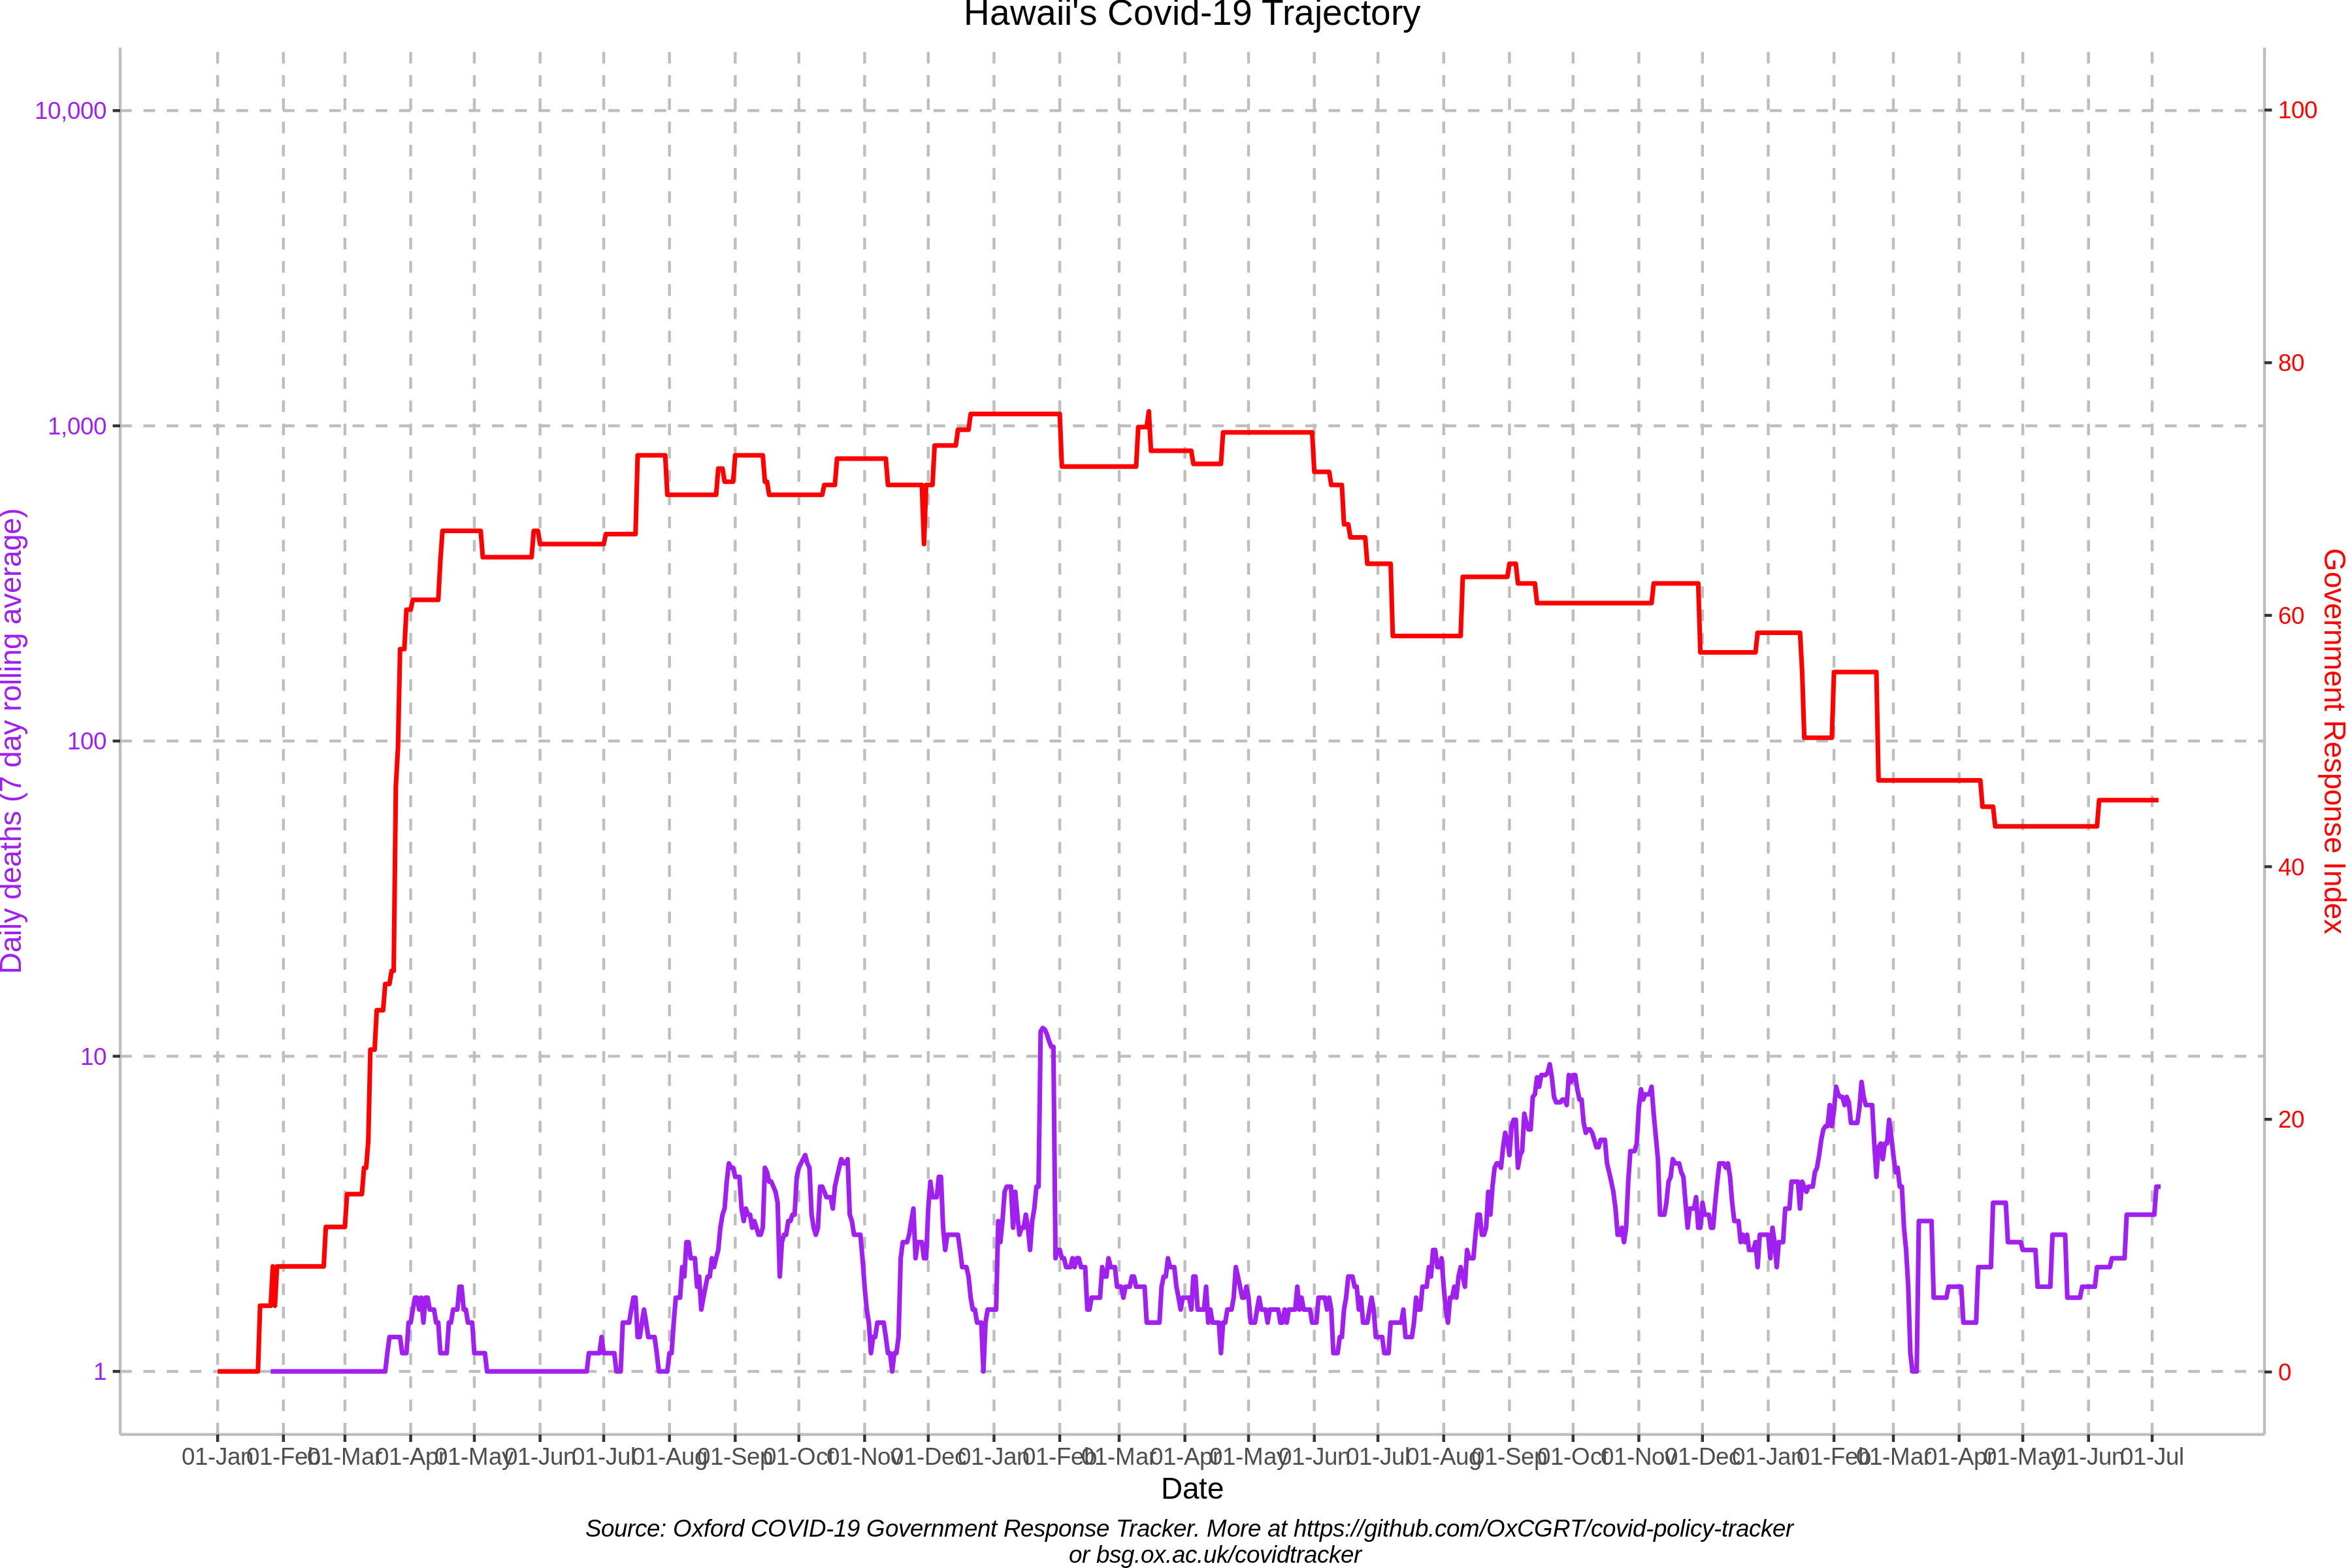 Hawaii's Covid-19 Trajectory
10,000
1,000
100
10
1
Daily deaths (7 day rolling average)
100
80
60
40
20
0
Government Response Index
01-Jan 01-Feb 01-Mar 01-Apr 01-May 01-Jun 01-Jul 01-Aug 01-Sep 01-Oct 01-Nov 01-Dec 01-Jan 01-Feb 01-Mar 01-Apr 01-May 01-Jun 01-Jul 01-Aug 01-Sep 01-Oct 01-Nov 01-Dec 01-Jan 01-Feb 01-Mar 01-Apr 01-May 01-Jun 01-Jul
Date
Source: Oxford COVID-19 Government Response Tracker. More at https://github.com/OxCGRT/covid-policy-tracker
or bsg.ox.ac.uk/covidtracker